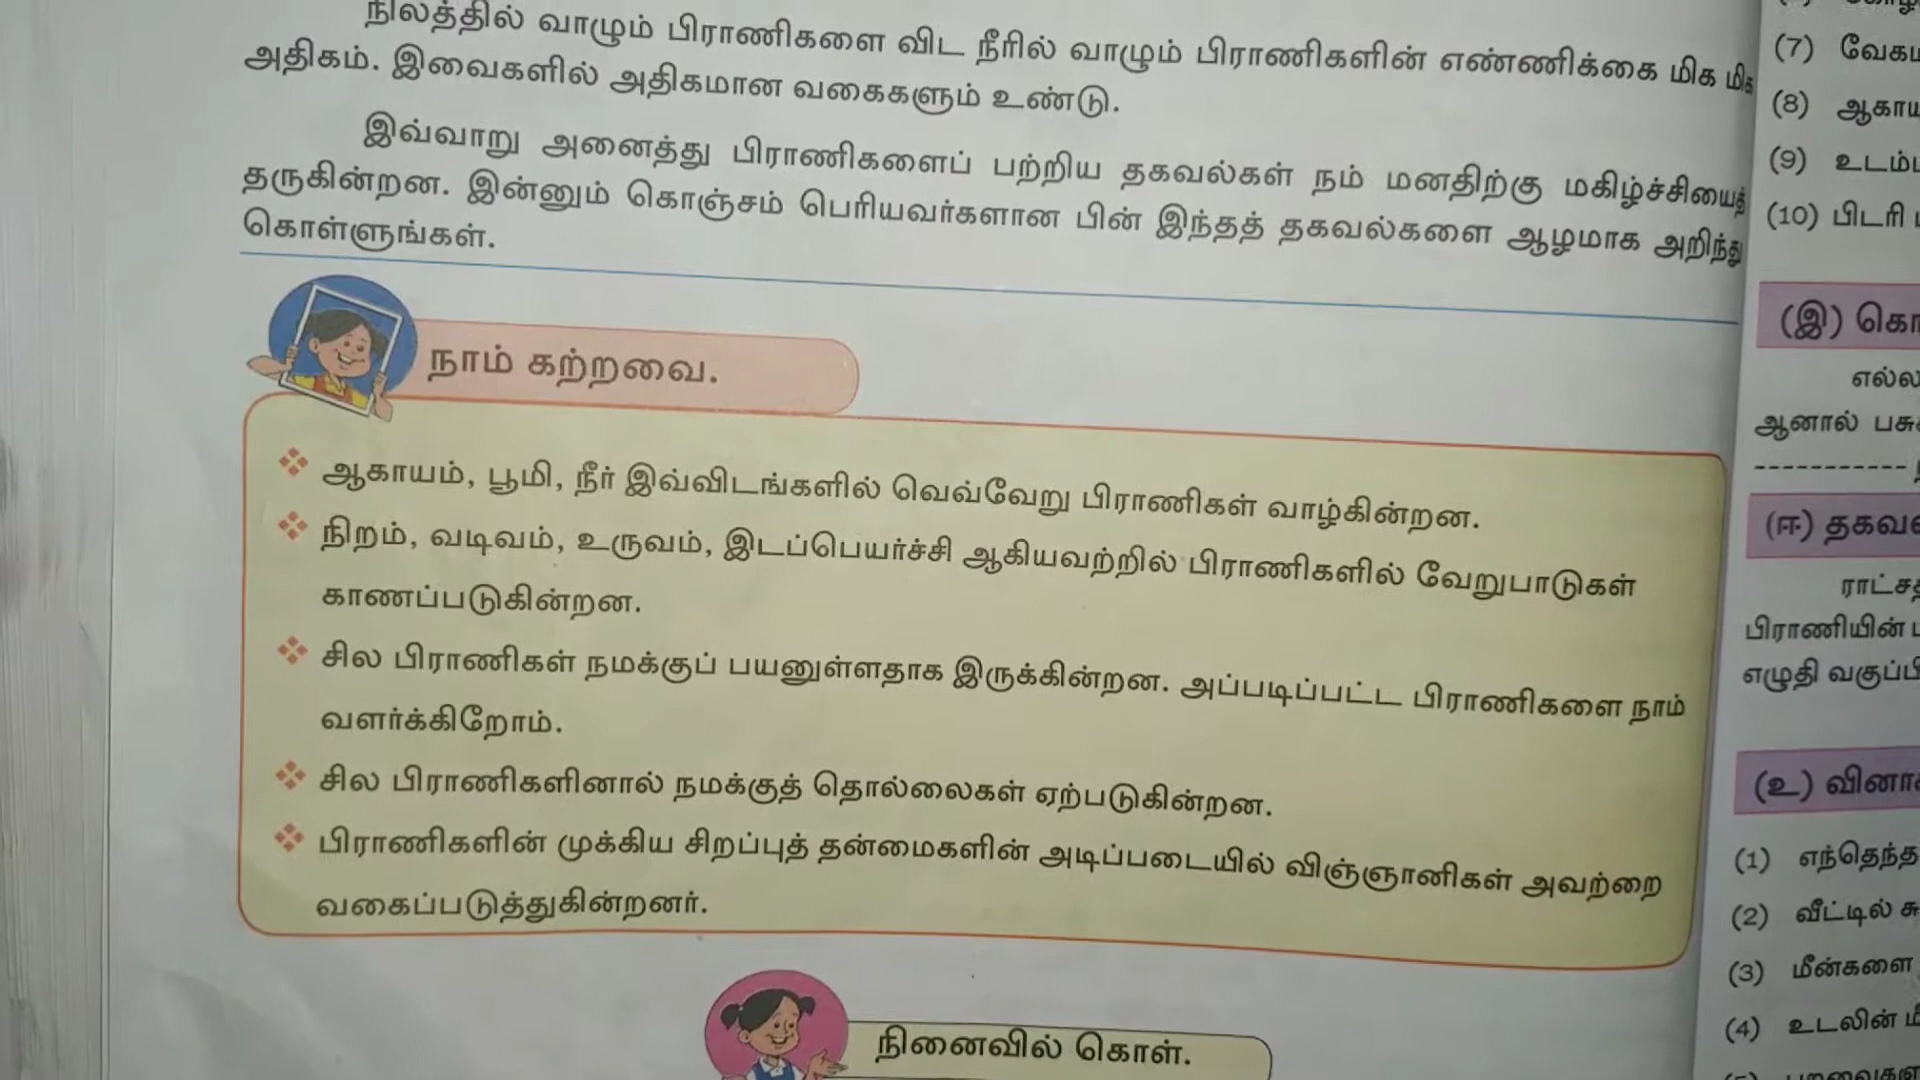 நிலத்தில் வாழும் பிராணிகளை விட நீரில் வாழும் பிராணிகளின் எண்ணிக்கை மிக மிக
அதிகம். இவைகளில் அதிகமான வகைகளும் உண்டு.
இவ்வாறு அனைத்து பிராணிகளைப் பற்றிய தகவல்கள் நம் மனதிற்கு மகிழ்ச்சியைத்
தருகின்றன. இன்னும் கொஞ்சம் பெரியவர்களான பின் இந்தத் தகவல்களை ஆழமாக அறிந்து
கொள்ளுங்கள்.
நாம் கற்றவை.
ஆகாயம், பூமி, நீர் இவ்விடங்களில் வெவ்வேறு பிராணிகள் வாழ்கின்றன.
நிறம், வடிவம், உருவம், இடப்பெயர்ச்சி ஆகியவற்றில் பிராணிகளில் வேறுபாடுகள்
காணப்படுகின்றன.
சில பிராணிகள் நமக்குப் பயனுள்ளதாக இருக்கின்றன. அப்படிப்பட்ட பிராணிகளை நாம்
வளர்க்கிறோம்.
சில பிராணிகளினால் நமக்குத் தொல்லைகள் ஏற்படுகின்றன.
பிராணிகளின் முக்கிய சிறப்புத் தன்மைகளின் அடிப்படையில் விஞ்ஞானிகள் அவற்றை
வகைப்படுத்துகின்றனர்.
நினைவில் கொள்.
(7)
(8)
(9)
(10) பிடரி
(இ)
ஆனால்
(ஈ)
பிராணியின்
எழுதி
(உ)
(1)
(2) வீட்டில்
(3) மீன்களை
(4) உடலின்